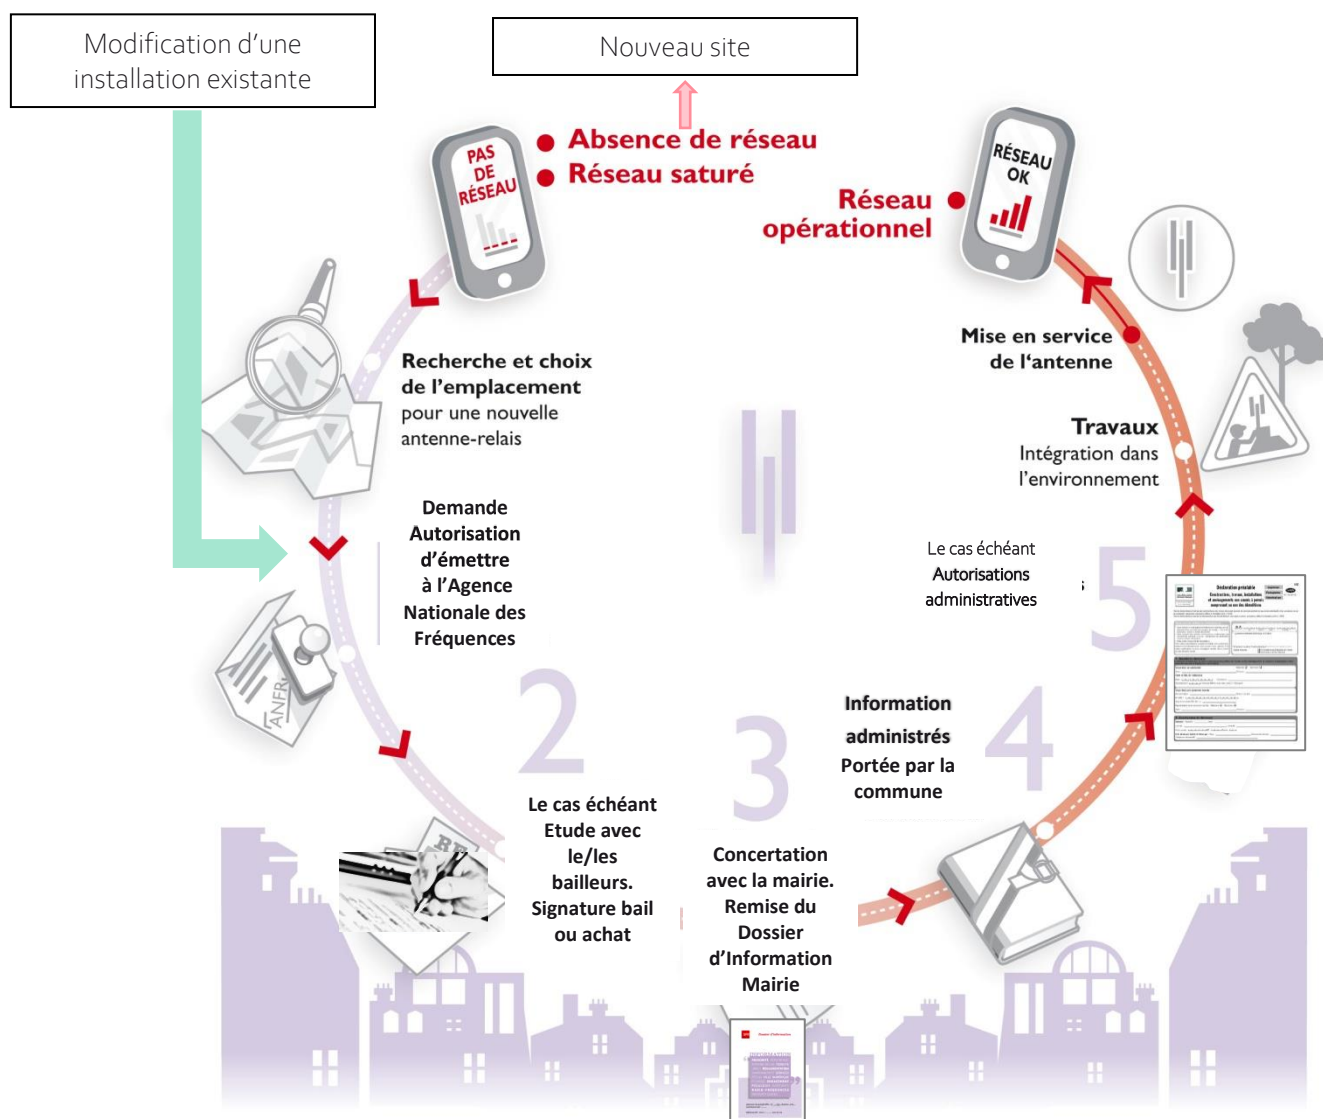 Modification d’une
installation existante
Nouveau site
PAS
DE
RÉSEAU
Absence de réseau
Réseau saturé
RÉSEAU
OK
Réseau
opérationnel
Recherche et choix
de l’emplacement
pour une nouvelle
antenne-relais
Mise en service
de l‘antenne
Travaux
Intégration dans
l’environnement
Demande
Autorisation
d’émettre
à l’Agence
Nationale des
Fréquences
ANFR
Le cas échéant
Autorisations
administratives
5
Déclaration préalable
2
Le cas échéant
Etude avec
le/les
bailleurs.
Signature bail
ou achat
3
Concertation
avec la mairie.
Remise du
Dossier
d’Information
Mairie
Information
administrés
Portée par la
commune
4